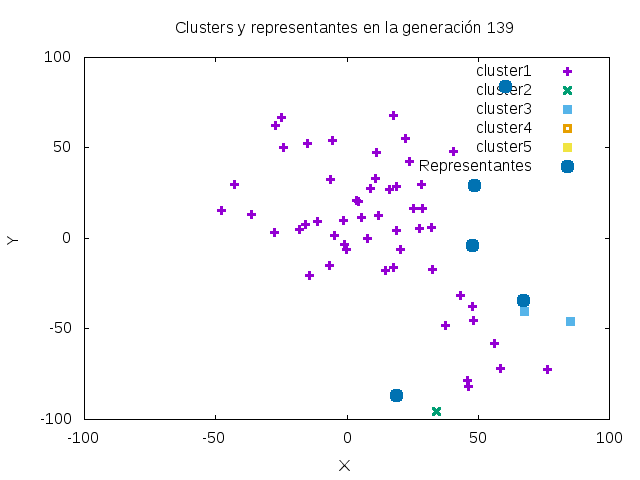 Clusters y representantes en la generación 139
100
50
0
-50
-100
-100
-50
0
50
100
Y
X
cluster1
cluster2
cluster3
cluster4
cluster5
Representantes